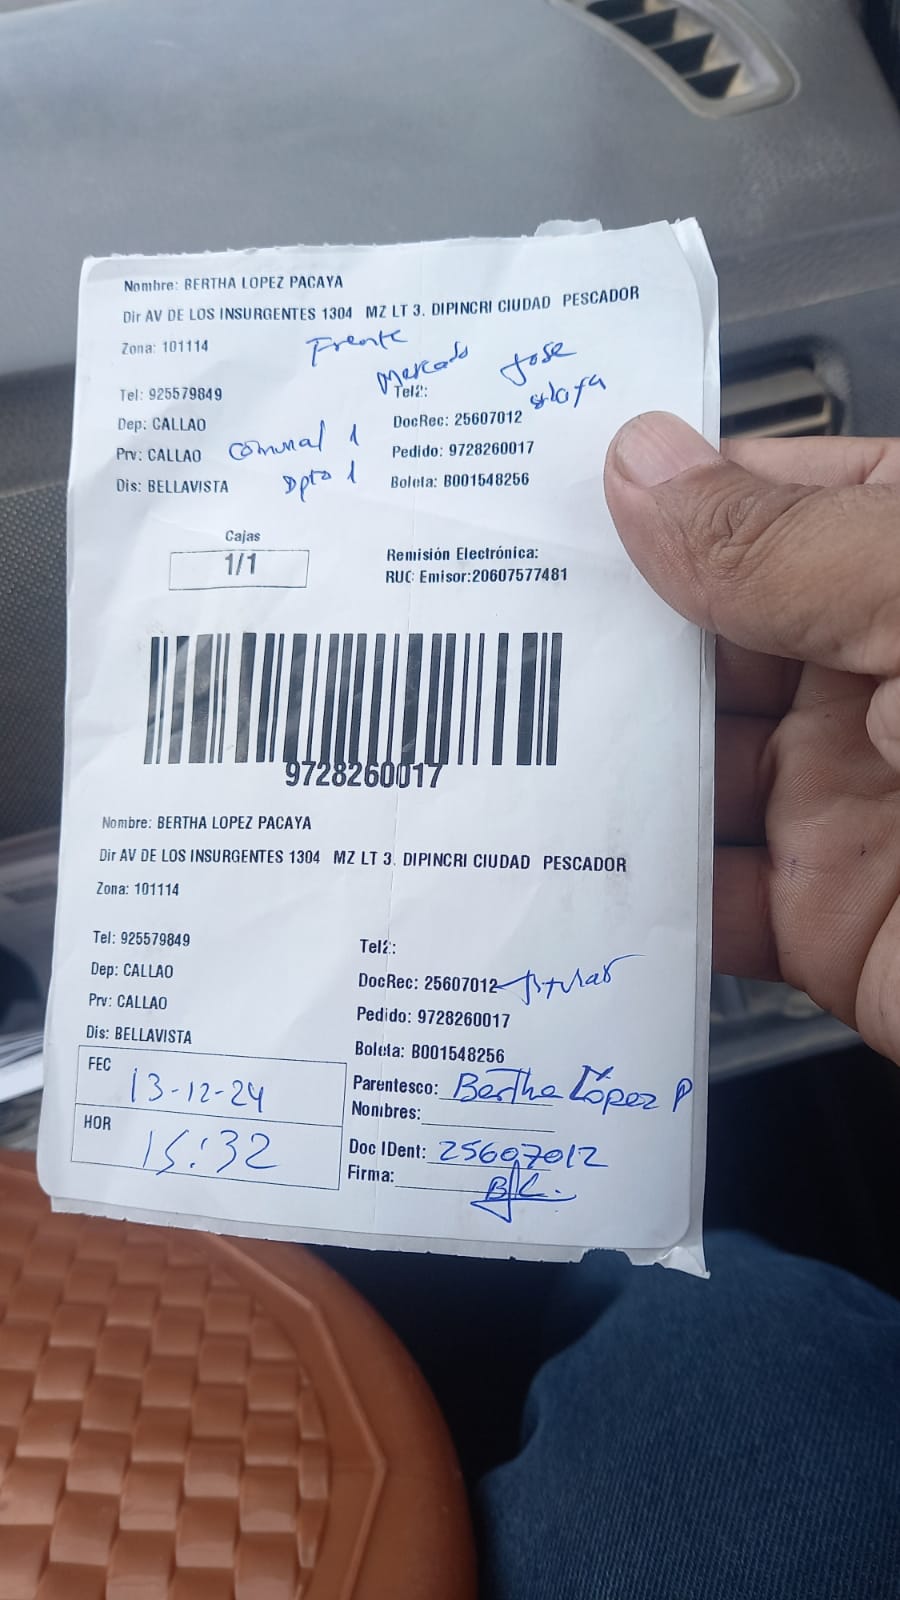 Nombre: BERTHA LOPEZ PACAYA
Dir AV DE LOS INSURGENTES 1304 MZ LT 3. DIPINCRI CIUDAD PESCADOR
Zona: 101114
Frente
Mercado Jose
Tel: 925579849
Tel2:
Dep: CALLAO
DocRec: 25607012
Prv: CALLAO
Comunal 1
Pedido: 9728260017
Dis: BELLAVISTA
Dpto 1
Boleta: B001548256
Cajas
1/1
Remisión Electrónica:
RUC Emisor:20607577481
9728260017
Nombre: BERTHA LOPEZ PACAYA
Dir AV DE LOS INSURGENTES 1304 MZ LT 3. DIPINCRI CIUDAD PESCADOR
Zona: 101114
Tel: 925579849
Tel2:
Dep: CALLAO
DocRec: 25607012 titular
Prv: CALLAO
Pedido: 9728260017
Dis: BELLAVISTA
Boleta: B001548256
FEC
13-12-24
Parentesco: Bertha López P
Nombres:
HOR
15:32
Doc IDent: 25607012
Firma: